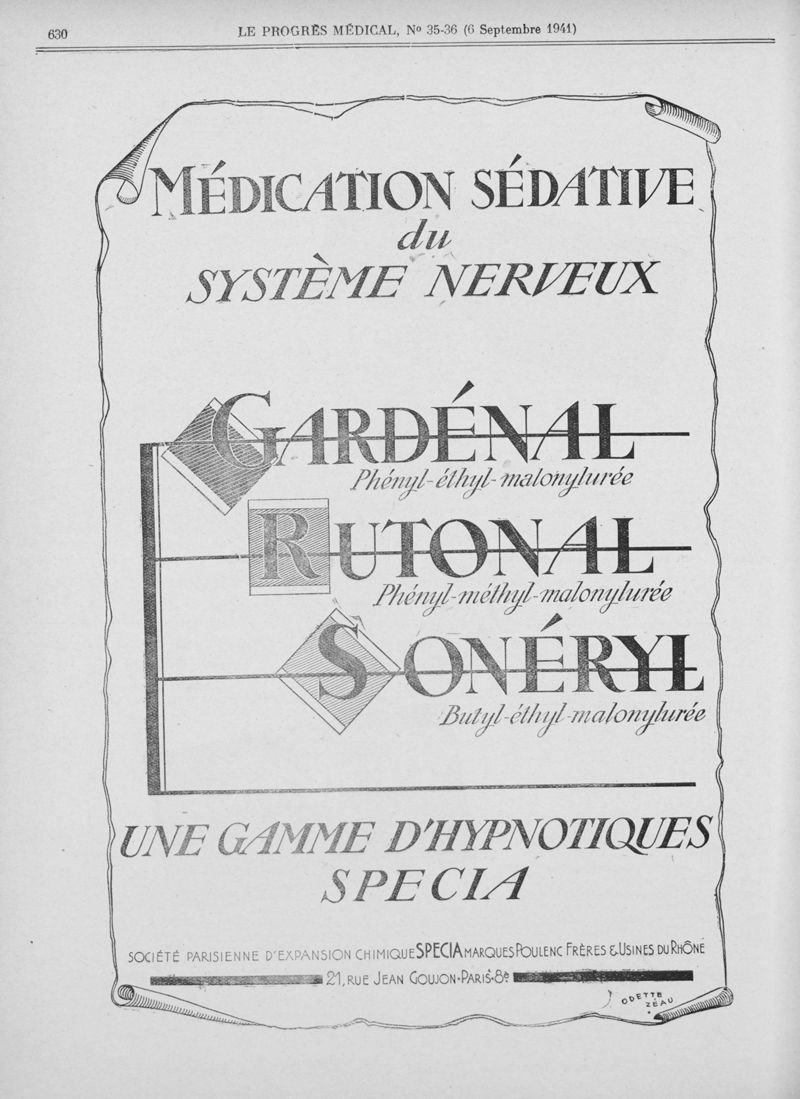 630
LE PROGRÈS MÉDICAL, No 35-36 (6 Septembre 1941)
MÉDICATION SÉDATIVE
du
SYSTÈME NERVEUX
GARDÉNAL
Phényl-éthyl-malonylurée
RUTONAL
Phényl-méthyl-malonylurée
SONÉRYL
Butyl-éthyl-malonylurée
UNE GAMME D'HYPNOTIQUES
SPECIA
SOCIÉTÉ PARISIENNE D'EXPANSION CHIMIQUE SPECIA MARQUES POULENC FRÈRES & USINES DU RHÔNE
21, RUE JEAN GOUJON·PARIS·8e
ODETTE
ZÉAU